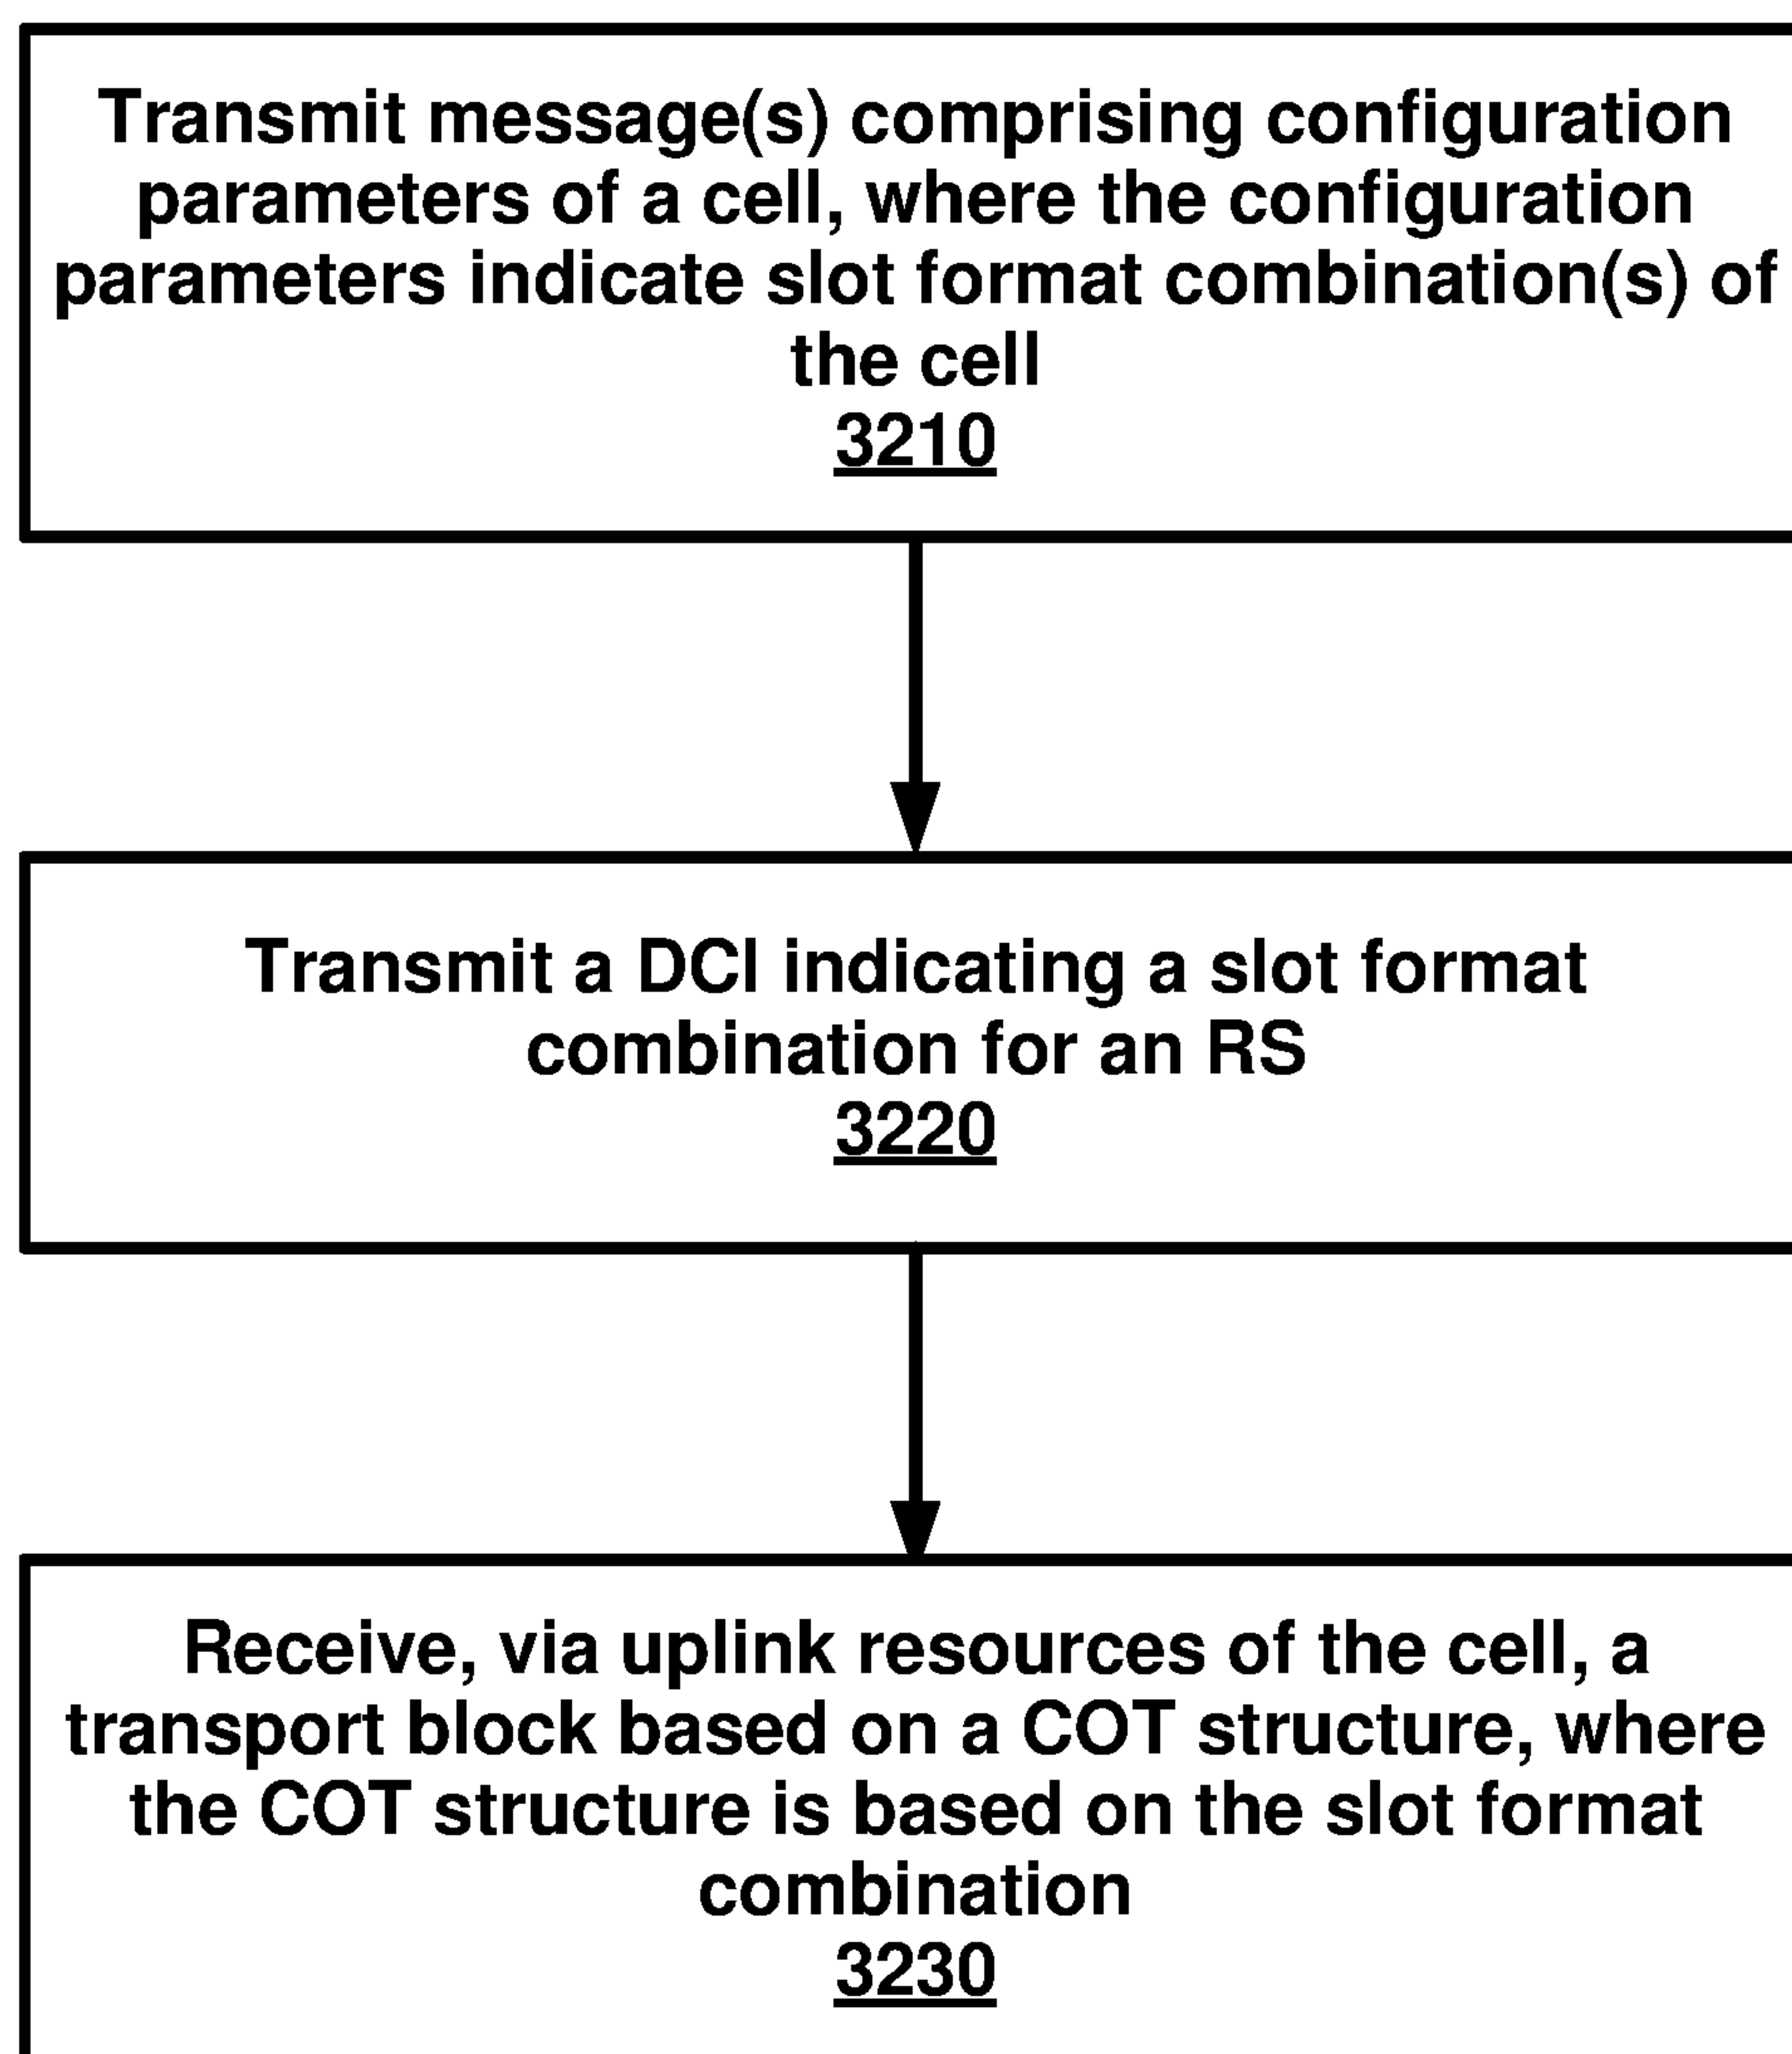 Transmit message(s) comprising configuration
parameters of a cell, where the configuration
parameters indicate slot format combination(s) of
the cell
3210
Transmit a DCI indicating a slot format
combination for an RS
3220
Receive, via uplink resources of the cell, a
transport block based on a COT structure, where
the COT structure is based on the slot format
combination
3230